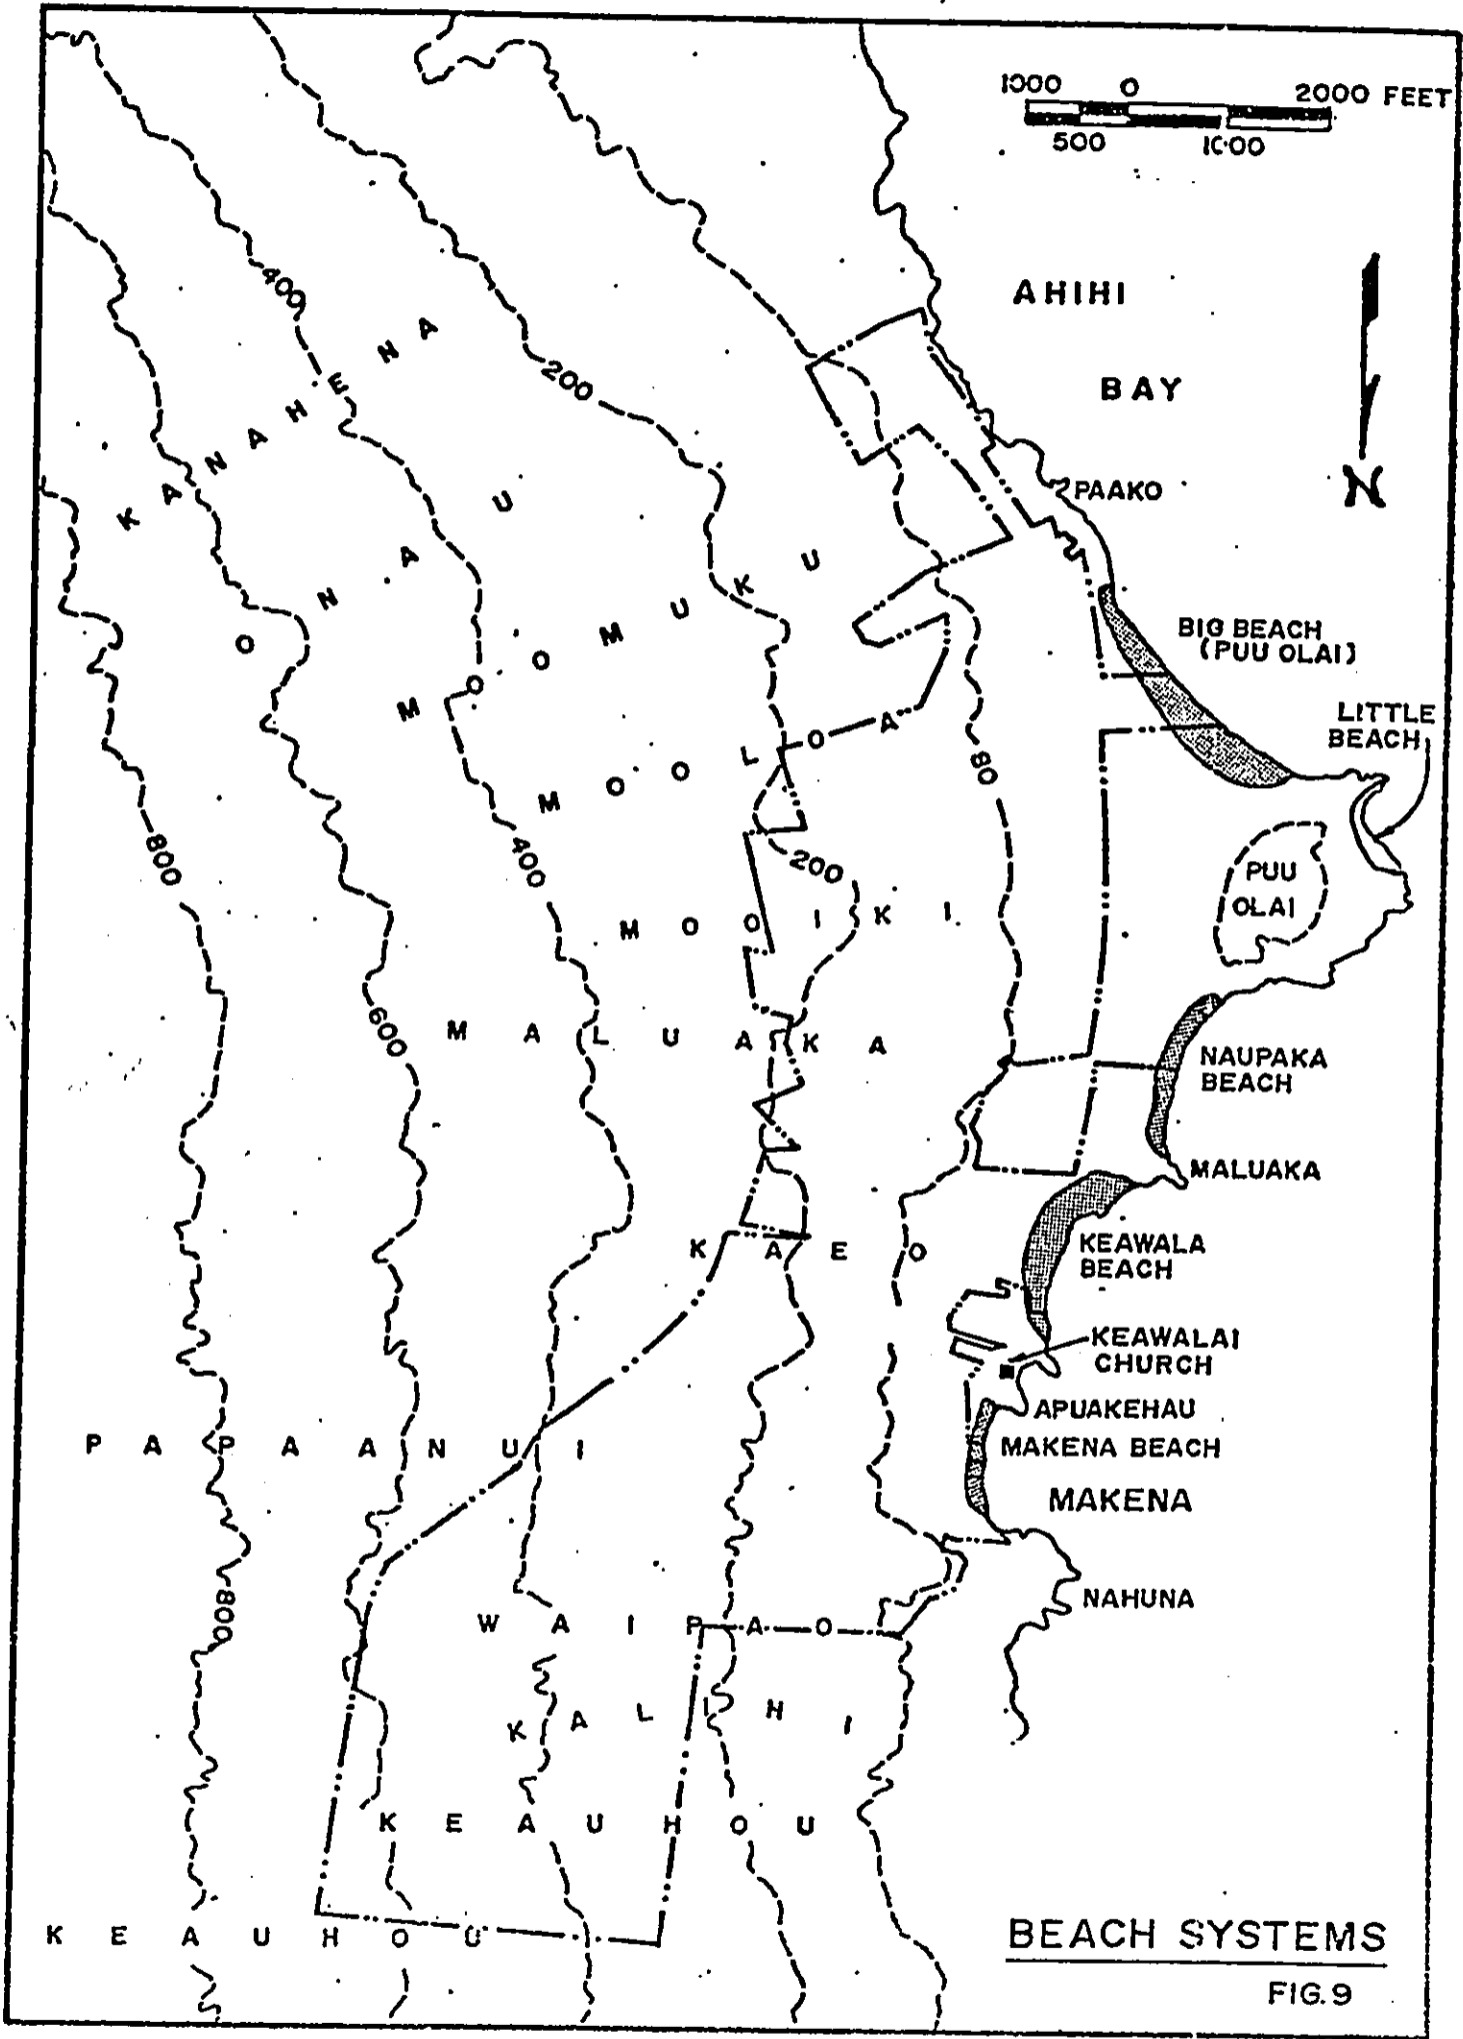 1000 0 2000 FEET
500 1000
AHIHI
BAY
N
PAAKO
BIG BEACH
(PUU OLAI)
LITTLE
BEACH
PUU
OLAI
NAUPAKA
BEACH
MALUAKA
KEAWALA
BEACH
KEAWALAI
CHURCH
APUAKEHAU
MAKENA BEACH
MAKENA
NAHUNA
400
200
80
800
400
200
600
800
KANAHENA
ONAU
MOOMUKU
MOOLOA
MOOIKI
MALUAKA
KAEO
PAPAANUI
WAIPAO
KALIHI
KEAUHOU
KEAUHOU
BEACH SYSTEMS
FIG. 9